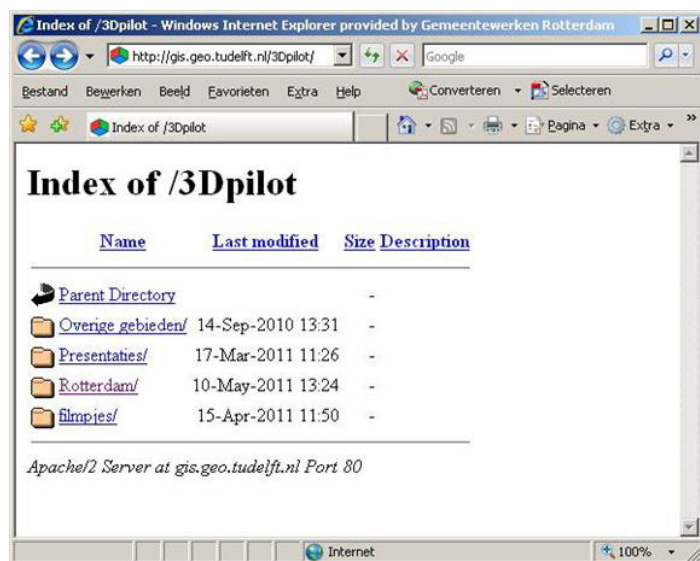 Index of /3Dpilot - Windows Internet Explorer provided by Gemeentewerken Rotterdam
http://gis.geo.tudelft.nl/3Dpilot/ Google
Bestand Bewerken Beeld Favorieten Extra Help Converteren Selecteren
Index of /3Dpilot Pagina Extra »
Index of /3Dpilot
Name Last modified Size Description
Parent Directory -
Overige gebieden/ 14-Sep-2010 13:31 -
Presentaties/ 17-Mar-2011 11:26 -
Rotterdam/ 10-May-2011 13:24 -
filmpjes/ 15-Apr-2011 11:50 -
Apache/2 Server at gis.geo.tudelft.nl Port 80
Internet 100%